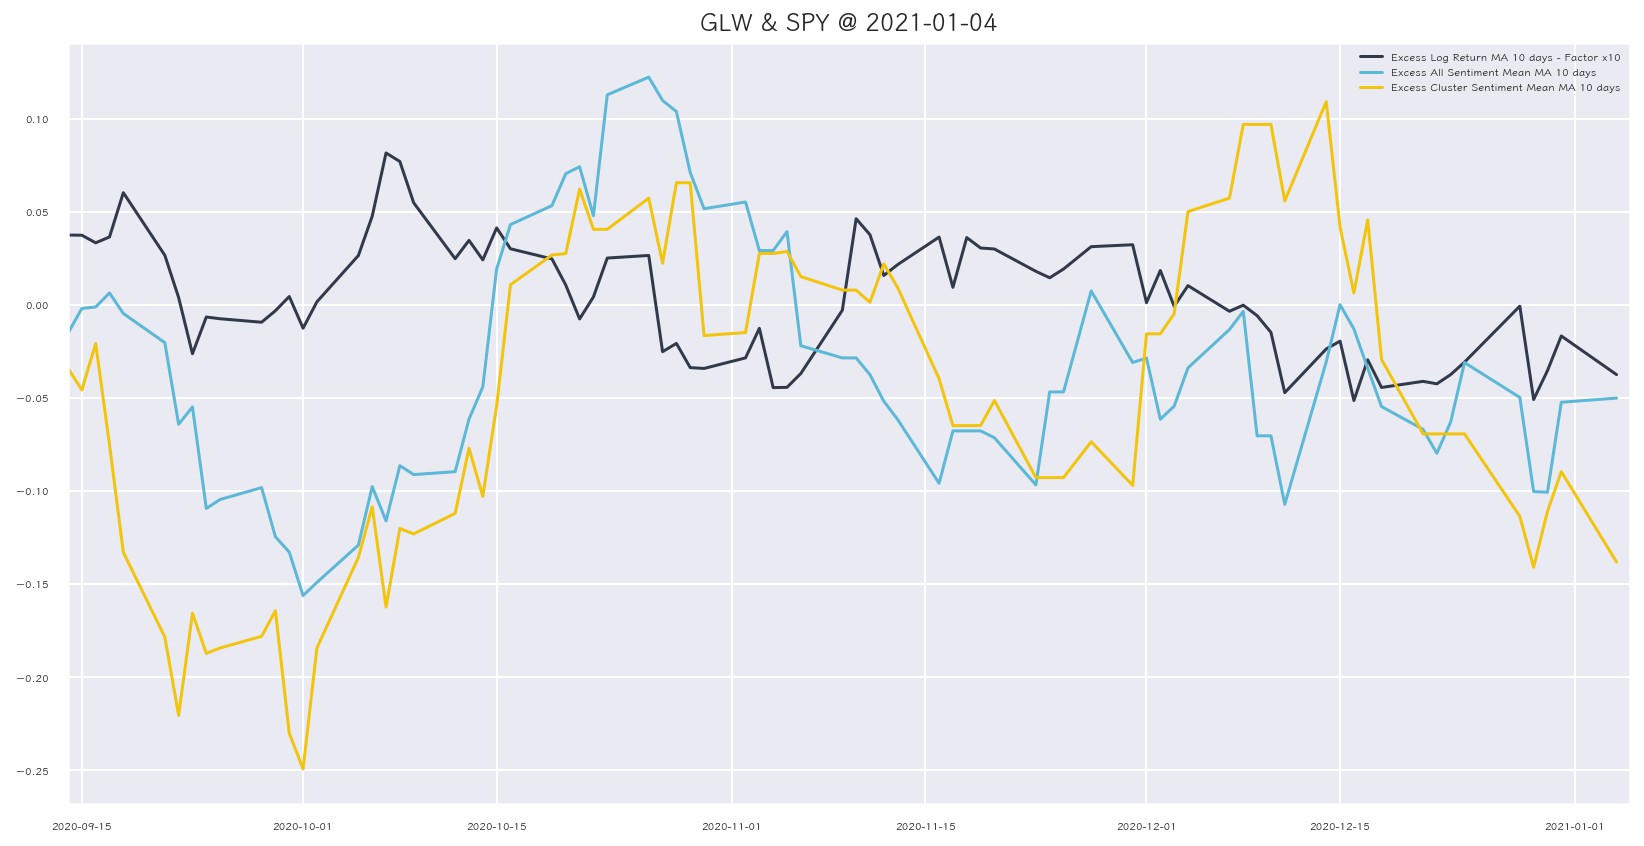 GLW & SPY @ 2021-01-04
Excess Log Return MA 10 days - Factor x10
Excess All Sentiment Mean MA 10 days
Excess Cluster Sentiment Mean MA 10 days
0.10
0.05
0.00
−0.05
−0.10
−0.15
−0.20
−0.25
2020-09-15 2020-10-01 2020-10-15 2020-11-01 2020-11-15 2020-12-01 2020-12-15 2021-01-01